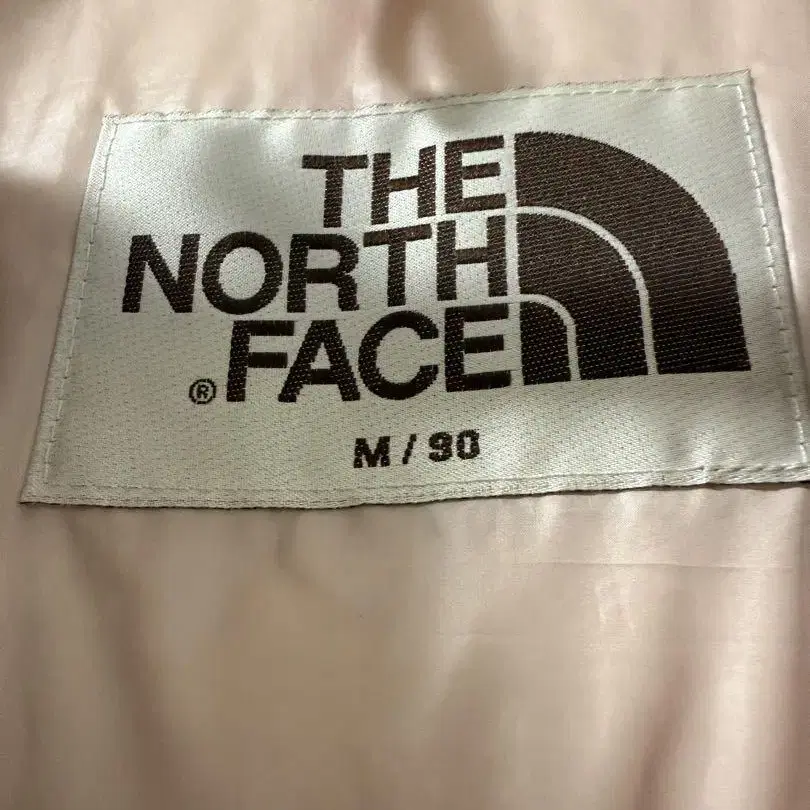 THE
NORTH
® FACE
M / 90